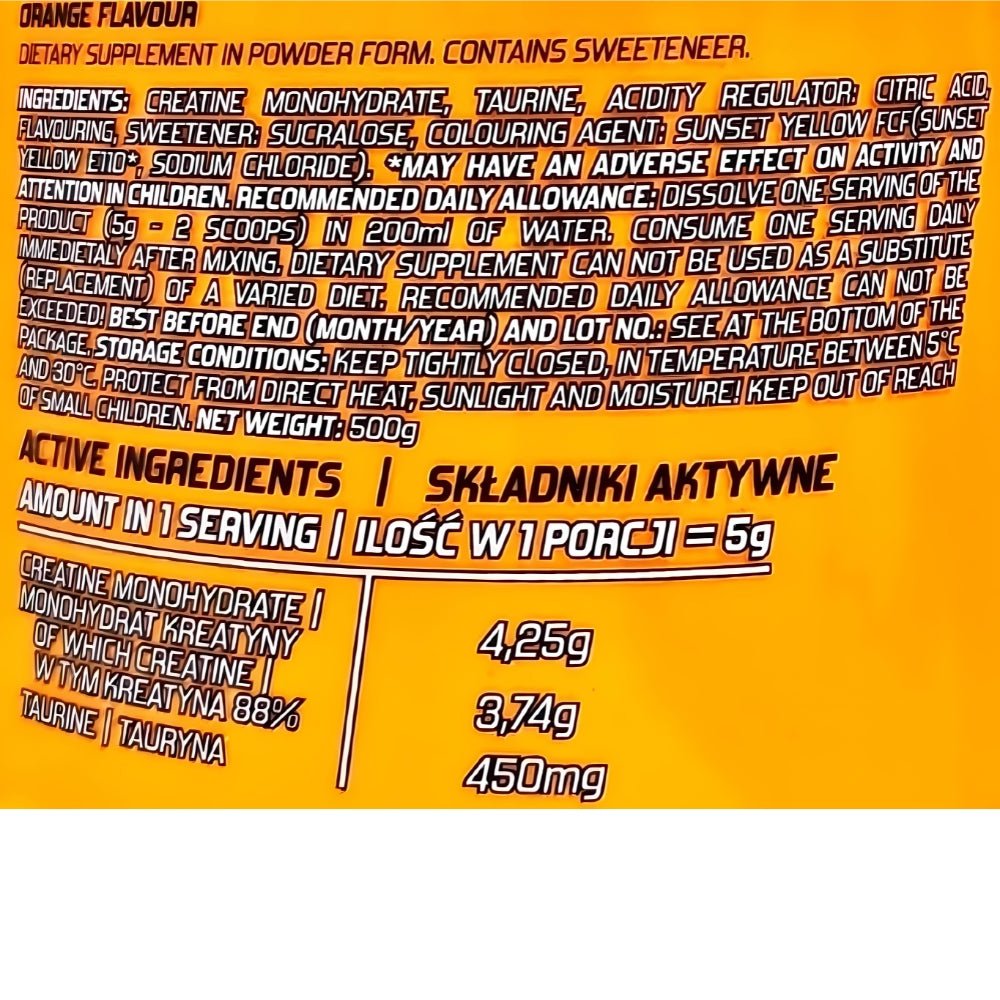 ORANGE FLAVOUR
DIETARY SUPPLEMENT IN POWDER FORM. CONTAINS SWEETENEER.
INGREDIENTS: CREATINE MONOHYDRATE, TAURINE, ACIDITY REGULATOR: CITRIC ACID,
FLAVOURING, SWEETENER: SUCRALOSE, COLOURING AGENT: SUNSET YELLOW FCF(SUNSET
YELLOW E110*, SODIUM CHLORIDE). *MAY HAVE AN ADVERSE EFFECT ON ACTIVITY AND
ATTENTION IN CHILDREN. RECOMMENDED DAILY ALLOWANCE: DISSOLVE ONE SERVING OF THE
PRODUCT (5g - 2 SCOOPS) IN 200ml OF WATER. CONSUME ONE SERVING DAILY
IMMEDIETALY AFTER MIXING. DIETARY SUPPLEMENT CAN NOT BE USED AS A SUBSTITUTE
(REPLACEMENT) OF A VARIED DIET. RECOMMENDED DAILY ALLOWANCE CAN NOT BE
EXCEEDED! BEST BEFORE END (MONTH/YEAR) AND LOT NO.: SEE AT THE BOTTOM OF THE
PACKAGE. STORAGE CONDITIONS: KEEP TIGHTLY CLOSED, IN TEMPERATURE BETWEEN 5°C
AND 30°C. PROTECT FROM DIRECT HEAT, SUNLIGHT AND MOISTURE! KEEP OUT OF REACH
OF SMALL CHILDREN. NET WEIGHT: 500g
ACTIVE INGREDIENTS | SKŁADNIKI AKTYWNE
AMOUNT IN 1 SERVING | ILOŚĆ W 1 PORCJI = 5g
CREATINE MONOHYDRATE |
MONOHYDRAT KREATYNY 4,25g
OF WHICH CREATINE |
W TYM KREATYNA 88% 3,74g
TAURINE | TAURYNA 450mg